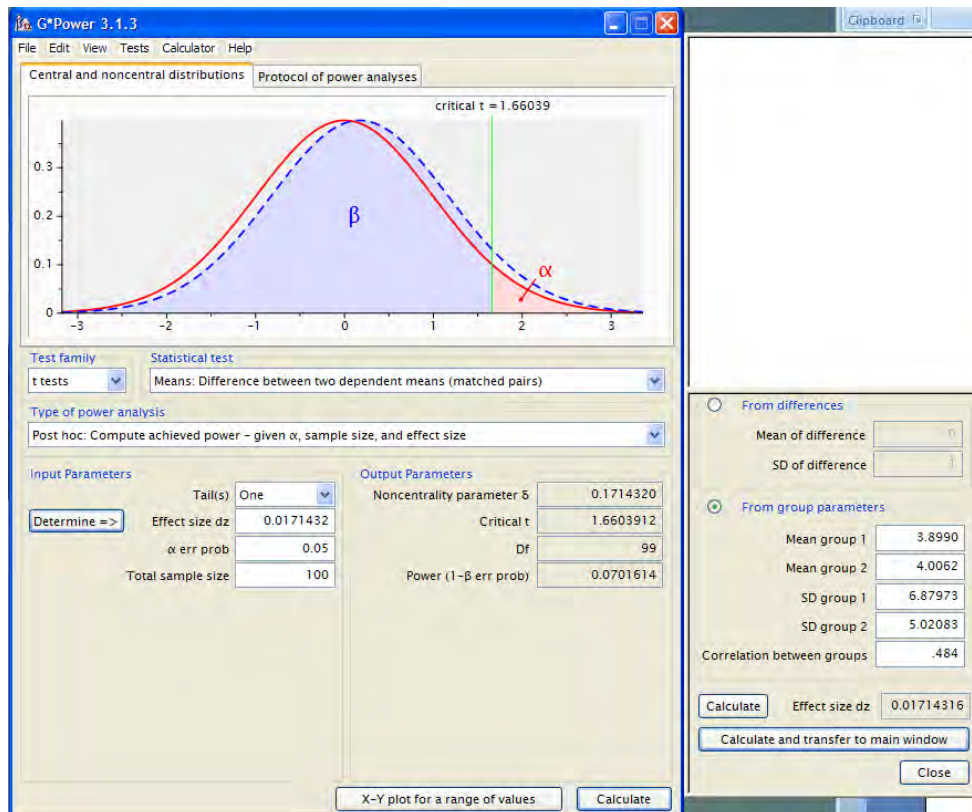 G*Power 3.1.3
File Edit View Tests Calculator Help
Central and noncentral distributions Protocol of power analyses
critical t = 1.66039
0.3
0.2
0.1
0
β
α
-3 -2 -1 0 1 2 3
Test family Statistical test
t tests Means: Difference between two dependent means (matched pairs)
Type of power analysis
Post hoc: Compute achieved power – given α, sample size, and effect size
Input Parameters Output Parameters
Tail(s) One Noncentrality parameter δ 0.1714320
Determine => Effect size dz 0.0171432 Critical t 1.6603912
α err prob 0.05 Df 99
Total sample size 100 Power (1-β err prob) 0.0701614
X-Y plot for a range of values Calculate
Clipboard
From differences
Mean of difference 0
SD of difference 1
From group parameters
Mean group 1 3.8990
Mean group 2 4.0062
SD group 1 6.87973
SD group 2 5.02083
Correlation between groups .484
Calculate Effect size dz 0.01714316
Calculate and transfer to main window
Close